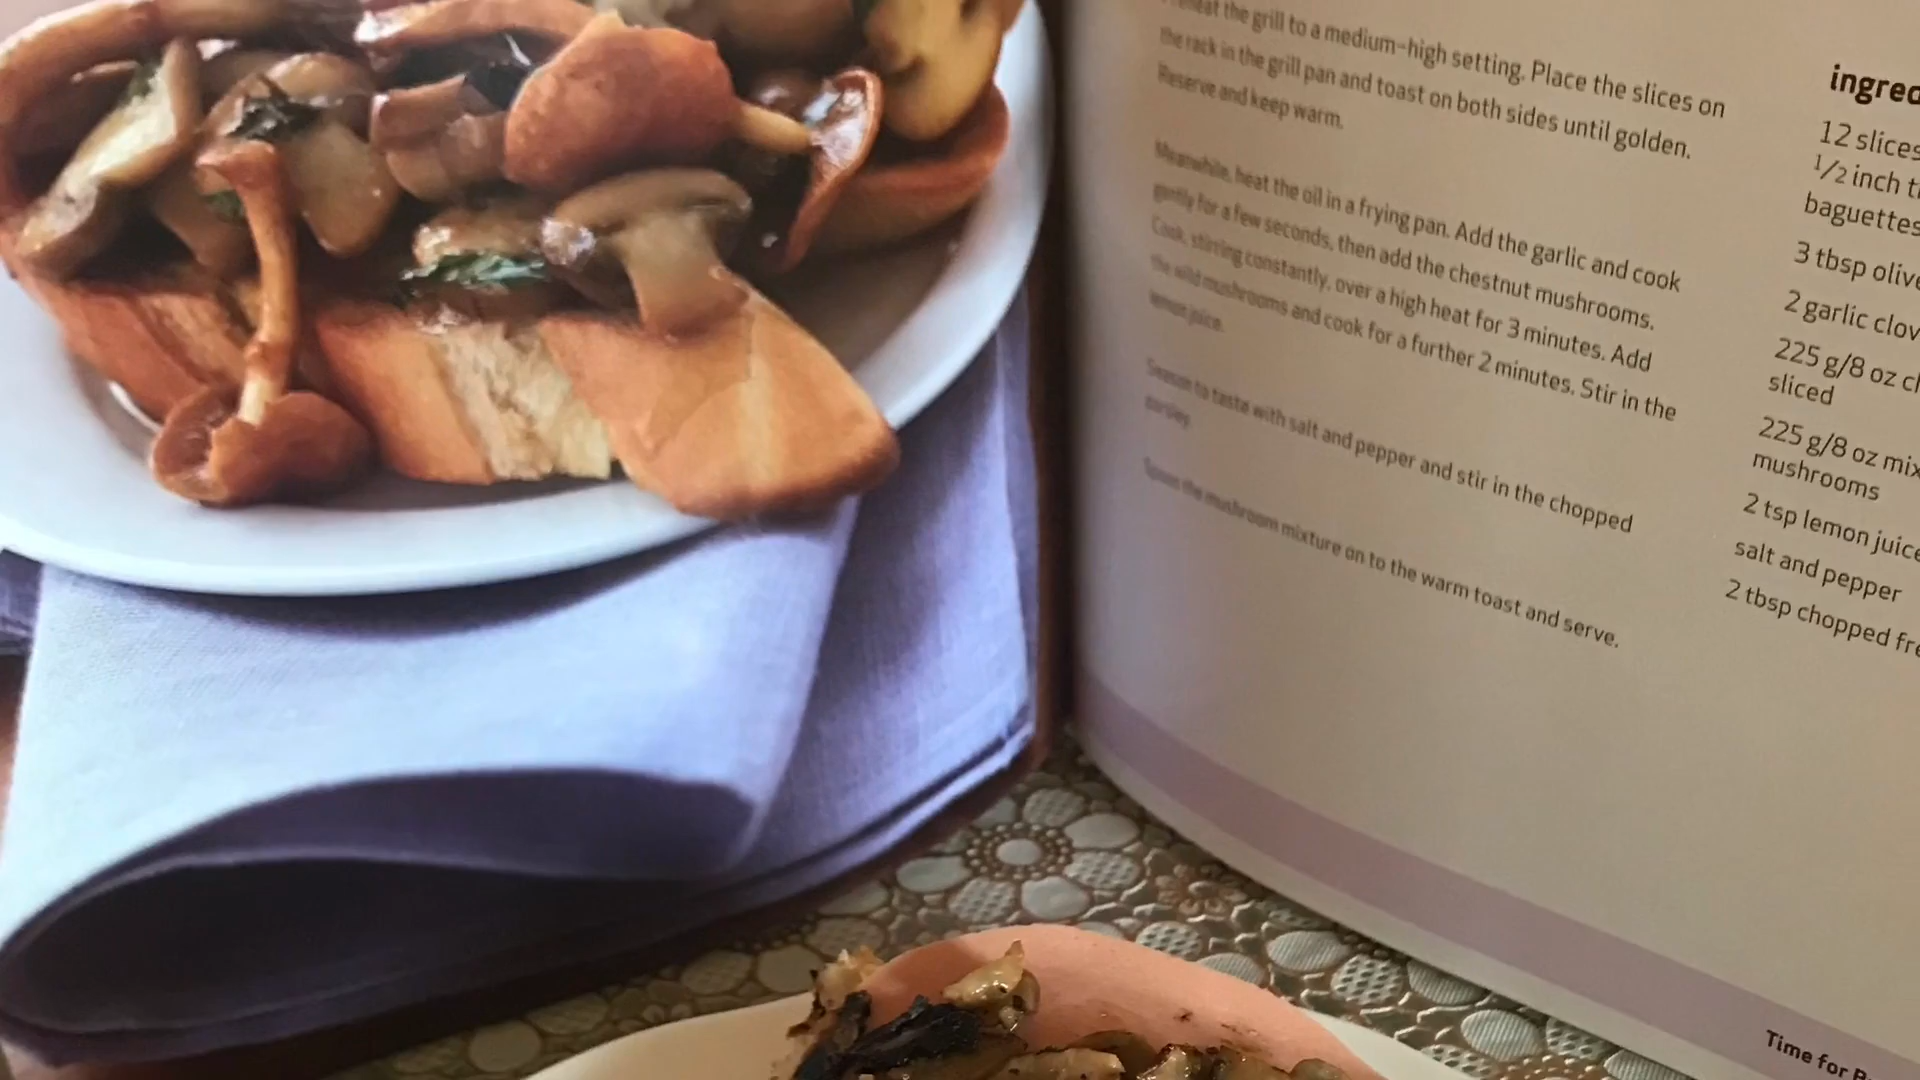 the grill to a medium-high setting. Place the slices on
the rack in the grill pan and toast on both sides until golden.
Reserve and keep warm.
Meanwhile, heat the oil in a frying pan. Add the garlic and cook
gently for a few seconds, then add the chestnut mushrooms.
Cook, stirring constantly, over a high heat for 3 minutes. Add
the wild mushrooms and cook for a further 2 minutes. Stir in the
lemon juice.
Season to taste with salt and pepper and stir in the chopped
parsley.
Spoon the mushroom mixture on to the warm toast and serve.
ingred
12 slices
1/2 inch t
baguettes
3 tbsp olive
2 garlic clov
225 g/8 oz c
sliced
225 g/8 oz mix
mushrooms
2 tsp lemon juice
salt and pepper
2 tbsp chopped fre
Time for